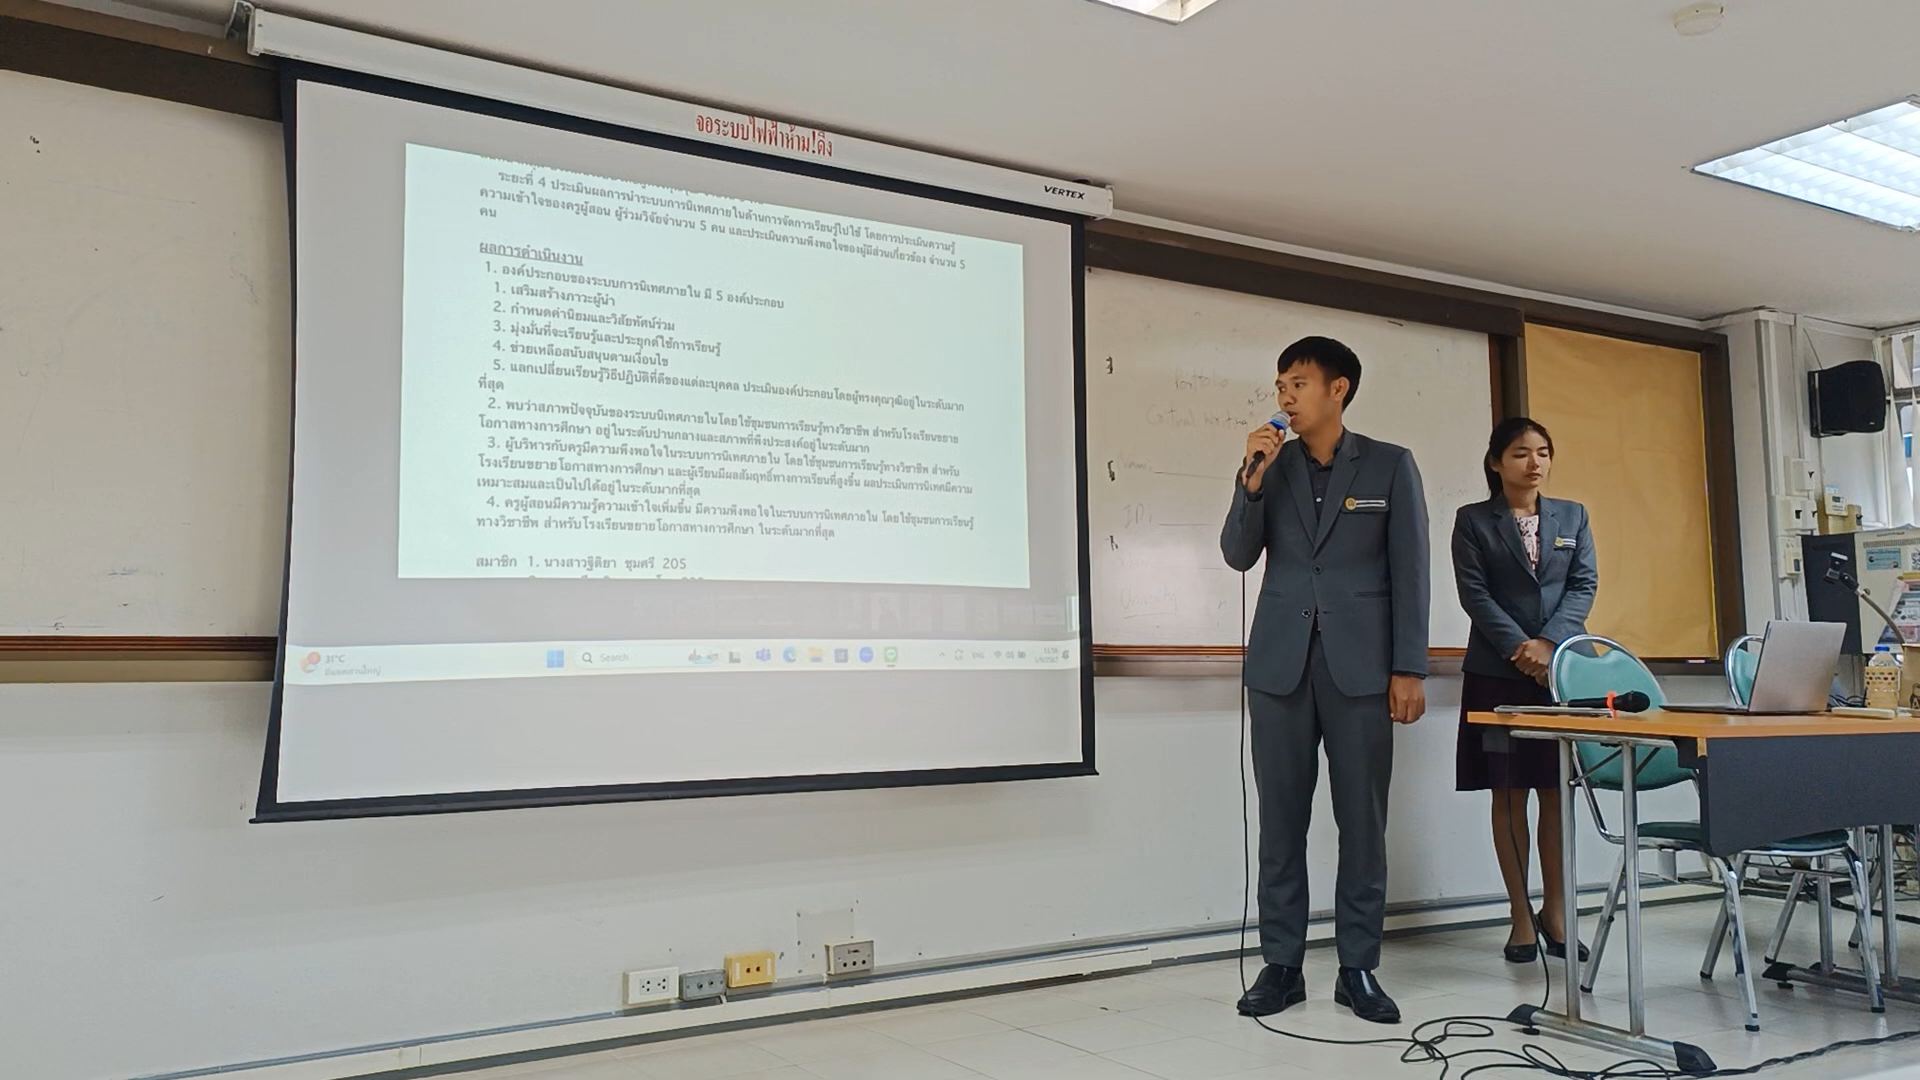 จอระบบไฟฟ้าห้าม!ดึง
VERTEX
ระยะที่ 4 ประเมินผลการนำระบบการนิเทศภายในด้านการจัดการเรียนรู้ไปใช้ โดยการประเมินความรู้
ความเข้าใจของครูผู้สอน ผู้ร่วมวิจัยจำนวน 5 คน และประเมินความพึงพอใจของผู้มีส่วนเกี่ยวข้อง จำนวน 5
คน
ผลการดำเนินงาน
1. องค์ประกอบของระบบการนิเทศภายใน มี 5 องค์ประกอบ
1. เสริมสร้างภาวะผู้นำ
2. กำหนดค่านิยมและวิสัยทัศน์ร่วม
3. มุ่งมั่นที่จะเรียนรู้และประยุกต์ใช้การเรียนรู้
4. ช่วยเหลือสนับสนุนตามเงื่อนไข
5. แลกเปลี่ยนเรียนรู้วิธีปฏิบัติที่ดีของแต่ละบุคคล ประเมินองค์ประกอบโดยผู้ทรงคุณวุฒิอยู่ในระดับมาก
ที่สุด
2. พบว่าสภาพปัจจุบันของระบบนิเทศภายในโดยใช้ชุมชนการเรียนรู้ทางวิชาชีพ สำหรับโรงเรียนขยาย
โอกาสทางการศึกษา อยู่ในระดับปานกลางและสภาพที่พึงประสงค์อยู่ในระดับมาก
3. ผู้บริหารกับครูมีความพึงพอใจในระบบการนิเทศภายใน โดยใช้ชุมชนการเรียนรู้ทางวิชาชีพ สำหรับ
โรงเรียนขยายโอกาสทางการศึกษา และผู้เรียนมีผลสัมฤทธิ์ทางการเรียนที่สูงขึ้น ผลประเมินการนิเทศมีความ
เหมาะสมและเป็นไปได้อยู่ในระดับมากที่สุด
4. ครูผู้สอนมีความรู้ความเข้าใจเพิ่มขึ้น มีความพึงพอใจในะรบบการนิเทศภายใน โดยใช้ชุมชนการเรียนรู้
ทางวิชาชีพ สำหรับโรงเรียนขยายโอกาสทางการศึกษา ในระดับมากที่สุด
สมาชิก 1. นางสาวฐิติยา ชุมศรี 205
31°C
มีแดดส่วนใหญ่
Search
ENG
Portfolio
Critical Writing
ID: